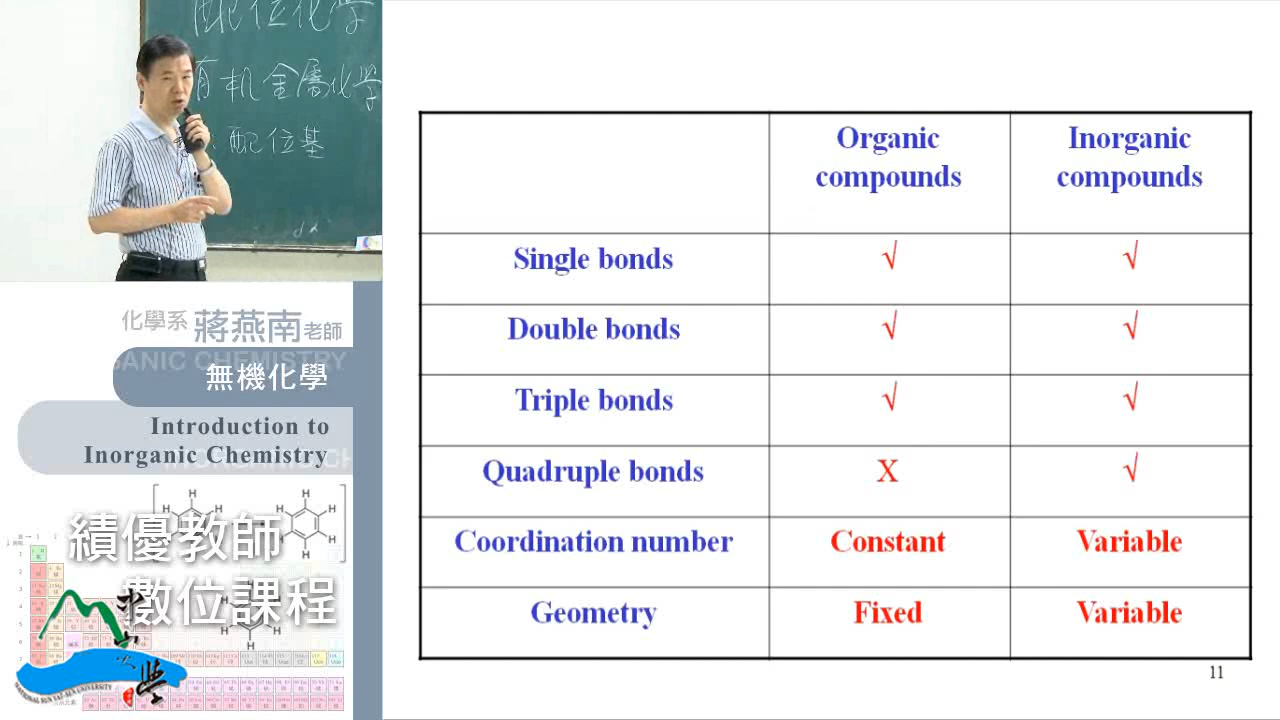 配位化學
有机金屬化學
配位基
化學系 蔣燕南老師
GANIC CHEMISTRY
無機化學
Introduction to
Inorganic Chemistry
績優教師
數位課程
Organic compounds
Inorganic compounds
Single bonds √ √
Double bonds √ √
Triple bonds √ √
Quadruple bonds X √
Coordination number Constant Variable
Geometry Fixed Variable
11